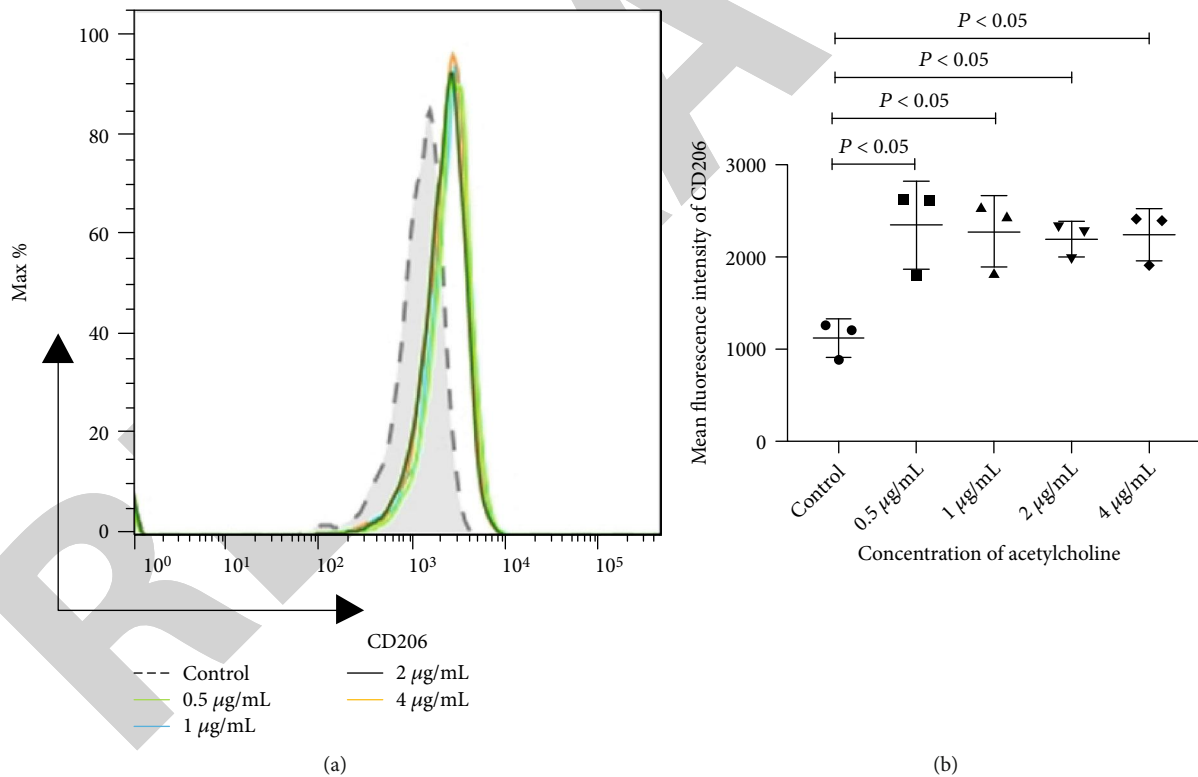 100
80
60
40
20
0
Max %
10⁰ 10¹ 10² 10³ 10⁴ 10⁵
CD206
Control
0.5 μg/mL
1 μg/mL
2 μg/mL
4 μg/mL
(a)
P < 0.05
P < 0.05
P < 0.05
P < 0.05
3000
2000
1000
0
Mean fluorescence intensity of CD206
Control
0.5 μg/mL
1 μg/mL
2 μg/mL
4 μg/mL
Concentration of acetylcholine
(b)